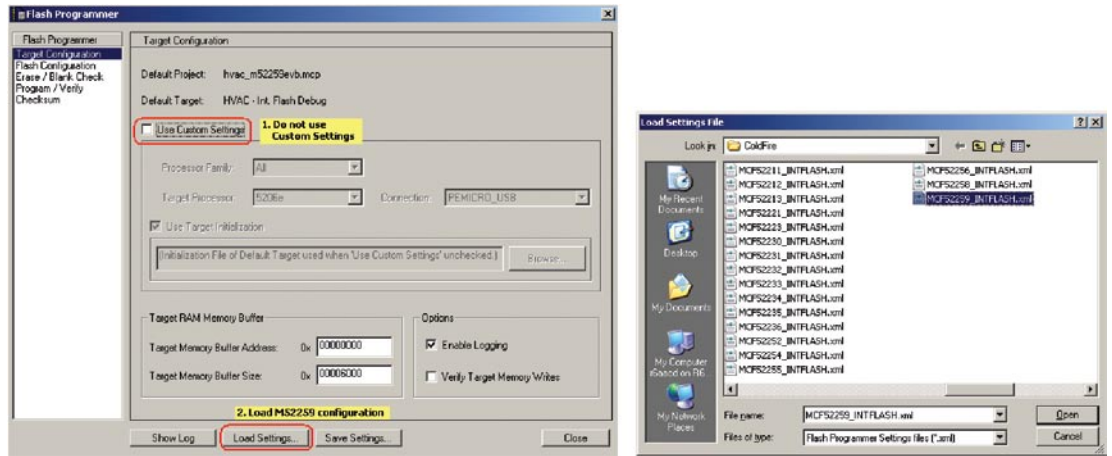 Flash Programmer
Flash Programmer
Target Configuration
Flash Configuration
Erase / Blank Check
Program / Verify
Checksum
Target Configuration
Default Project: hvac_m52259evb.mcp
Default Target: HVAC - Int. Flash Debug
Use Custom Settings
1. Do not use
Custom Settings
Processor Family: All
Target Processor: 5206e Connection: PEMICRO_USB
Use Target Initialization
(Initialization File of Default Target used when 'Use Custom Settings' unchecked.) Browse...
Target RAM Memory Buffer
Target Memory Buffer Address: 0x 00000000
Target Memory Buffer Size: 0x 00006000
Options
Enable Logging
Verify Target Memory Writes
2. Load M52259 configuration
Show Log Load Settings... Save Settings... Close
Load Settings File
Look in: ColdFire
My Recent
Documents
Desktop
My Documents
My Computer
My Network
Places
MCF52211_INTFLASH.xml
MCF52212_INTFLASH.xml
MCF52213_INTFLASH.xml
MCF52221_INTFLASH.xml
MCF52223_INTFLASH.xml
MCF52230_INTFLASH.xml
MCF52231_INTFLASH.xml
MCF52232_INTFLASH.xml
MCF52233_INTFLASH.xml
MCF52234_INTFLASH.xml
MCF52235_INTFLASH.xml
MCF52236_INTFLASH.xml
MCF52252_INTFLASH.xml
MCF52254_INTFLASH.xml
MCF52255_INTFLASH.xml
MCF52256_INTFLASH.xml
MCF52258_INTFLASH.xml
MCF52259_INTFLASH.xml
File name: MCF52259_INTFLASH.xml Open
Files of type: Flash Programmer Settings files (*.xml) Cancel